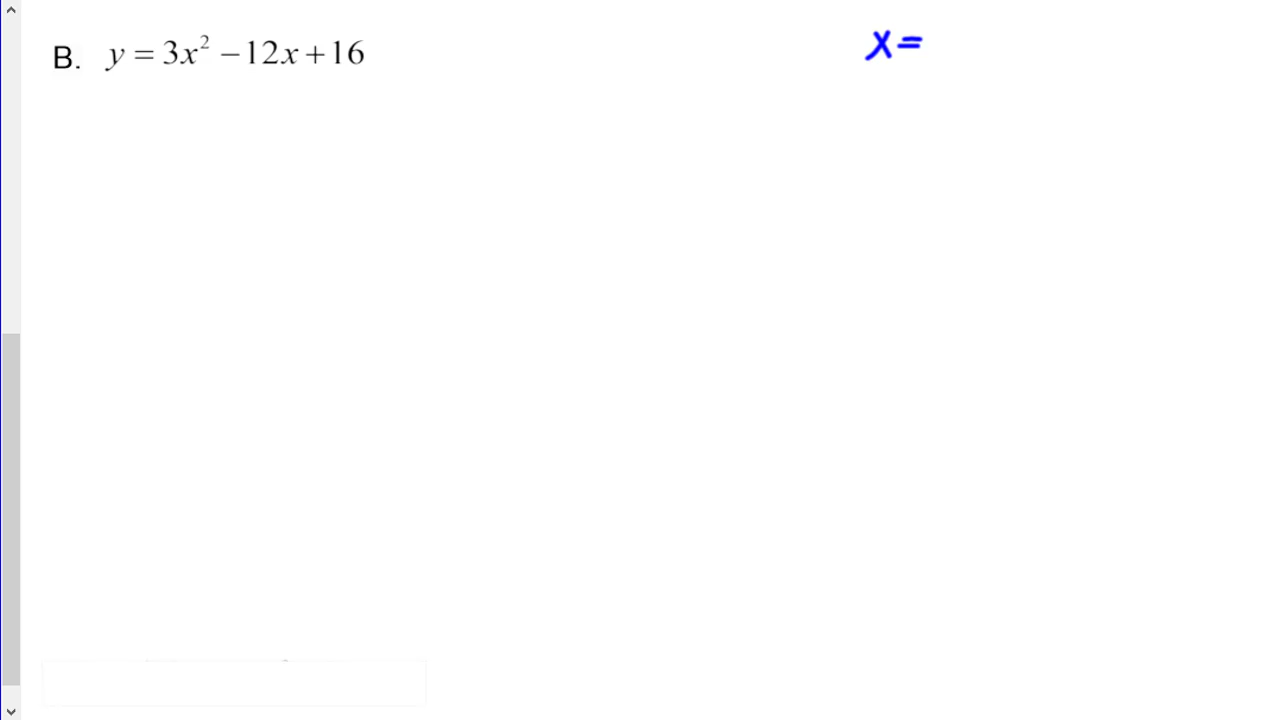 B. y = 3x² − 12x + 16
x=